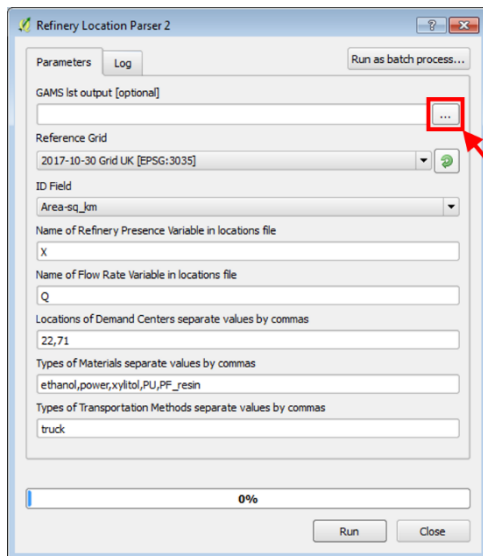 Refinery Location Parser 2
Parameters
Log
Run as batch process...
GAMS lst output [optional]
...
Reference Grid
2017-10-30 Grid UK [EPSG:3035]
ID Field
Area-sq_km
Name of Refinery Presence Variable in locations file
X
Name of Flow Rate Variable in locations file
Q
Locations of Demand Centers separate values by commas
22,71
Types of Materials separate values by commas
ethanol,power,xylitol,PU,PF_resin
Types of Transportation Methods separate values by commas
truck
0%
Run
Close